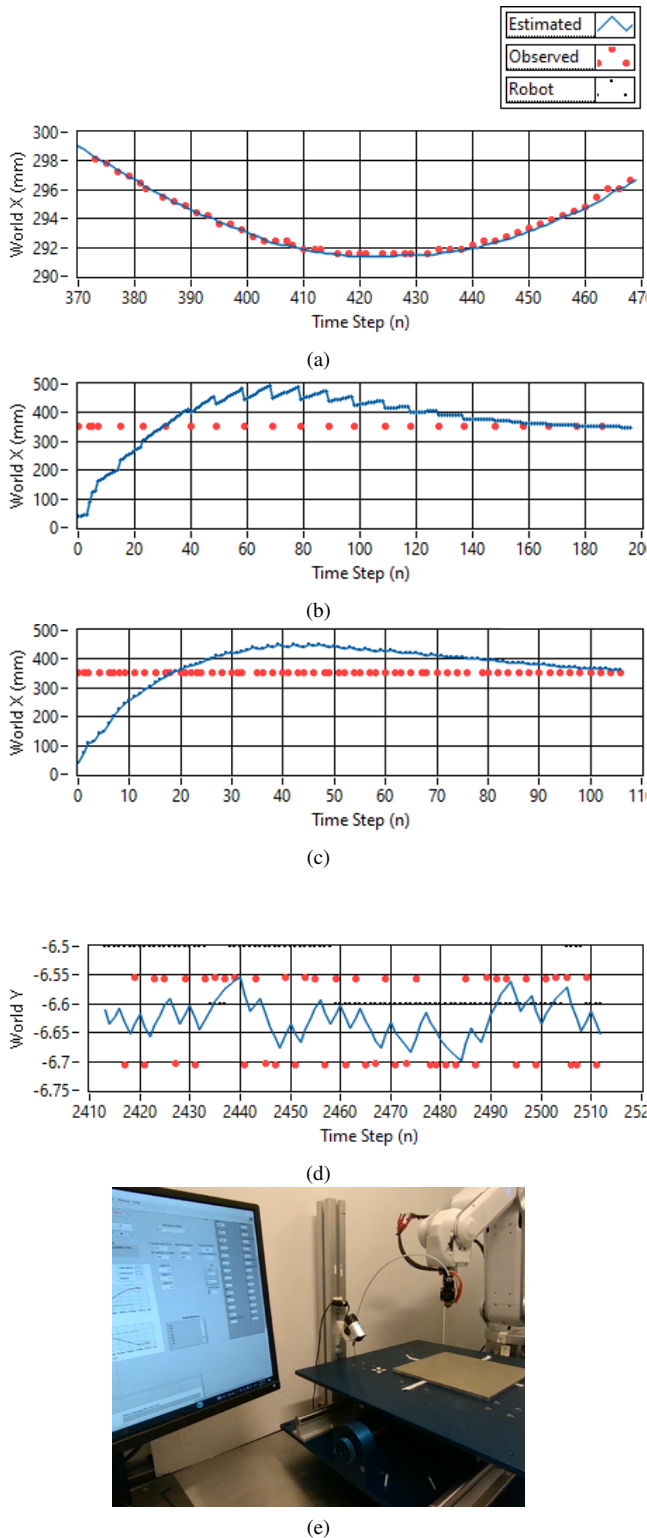 Estimated
Observed
Robot
300
298
296
294
292
290
World X (mm)
370 380 390 400 410 420 430 440 450 460 470
Time Step (n)
(a)
500
400
300
200
100
0
World X (mm)
0 20 40 60 80 100 120 140 160 180 200
Time Step (n)
(b)
500
400
300
200
100
0
World X (mm)
0 10 20 30 40 50 60 70 80 90 100 110
Time Step (n)
(c)
-6.5
-6.55
-6.6
-6.65
-6.7
-6.75
World Y
2410 2420 2430 2440 2450 2460 2470 2480 2490 2500 2510 252
Time Step (n)
(d)
(e)